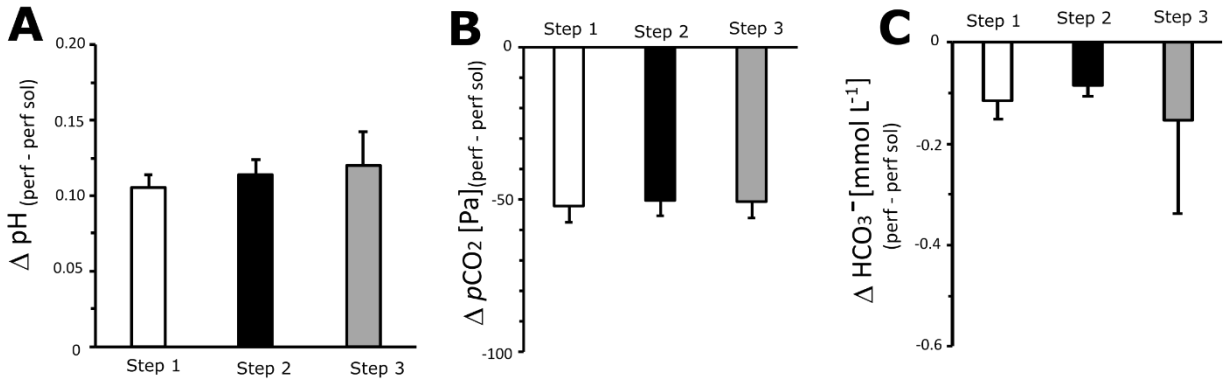 A
Δ pH (perf - perf sol)
0.20
0.15
0.10
0.05
0
Step 1 Step 2 Step 3
B
Δ pCO₂ [Pa](perf - perf sol)
Step 1 Step 2 Step 3
0
-50
-100
C
Δ HCO₃⁻ [mmol L⁻¹]
(perf - perf sol)
Step 1 Step 2 Step 3
0
-0.2
-0.4
-0.6